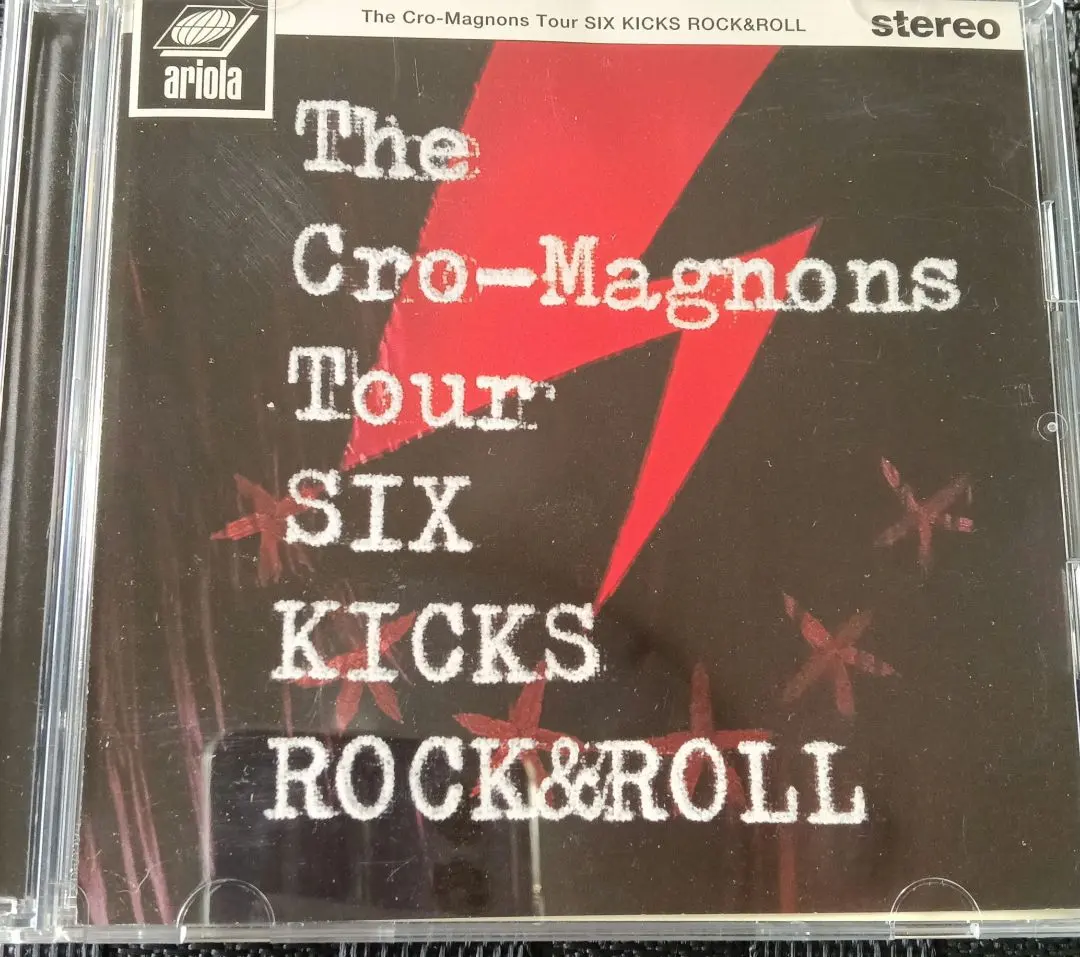 The Cro-Magnons Tour SIX KICKS ROCK&ROLL
stereo
ariola
The
Cro-Magnons
Tour
SIX
KICKS
ROCK&ROLL